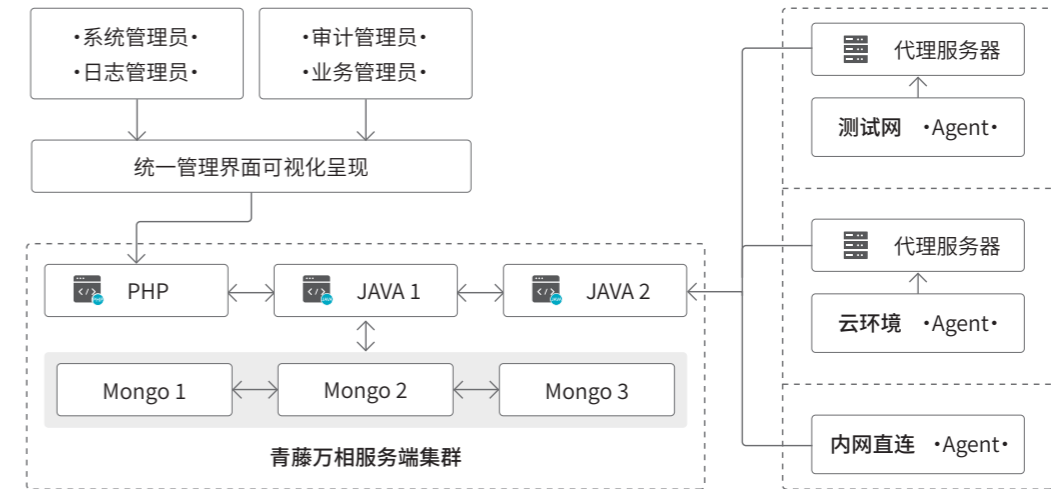 •系统管理员•
•日志管理员•
•审计管理员•
•业务管理员•
统一管理界面可视化呈现
PHP
JAVA 1
JAVA 2
Mongo 1
Mongo 2
Mongo 3
青藤万相服务端集群
代理服务器
测试网 •Agent•
代理服务器
云环境 •Agent•
内网直连 •Agent•